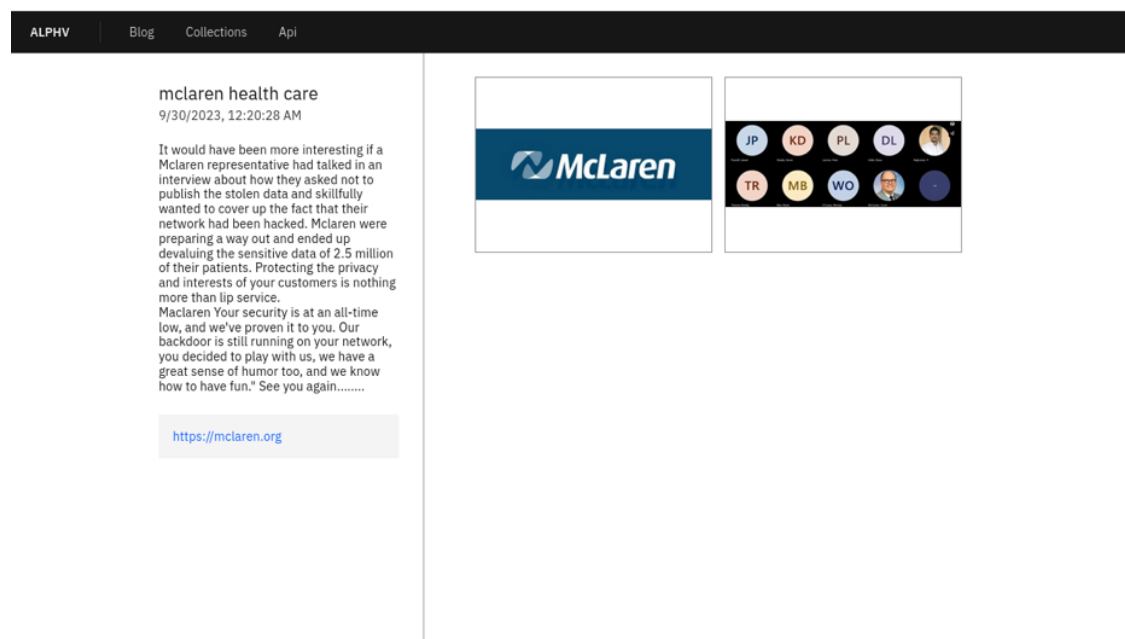 ALPHV Blog Collections Api
mclaren health care
9/30/2023, 12:20:28 AM
It would have been more interesting if a
Mclaren representative had talked in an
interview about how they asked not to
publish the stolen data and skillfully
wanted to cover up the fact that their
network had been hacked. Mclaren were
preparing a way out and ended up
devaluing the sensitive data of 2.5 million
of their patients. Protecting the privacy
and interests of your customers is nothing
more than lip service.
Maclaren Your security is at an all-time
low, and we've proven it to you. Our
backdoor is still running on your network,
you decided to play with us, we have a
great sense of humor too, and we know
how to have fun." See you again........
https://mclaren.org
McLaren
JP KD PL DL
TR MB WO